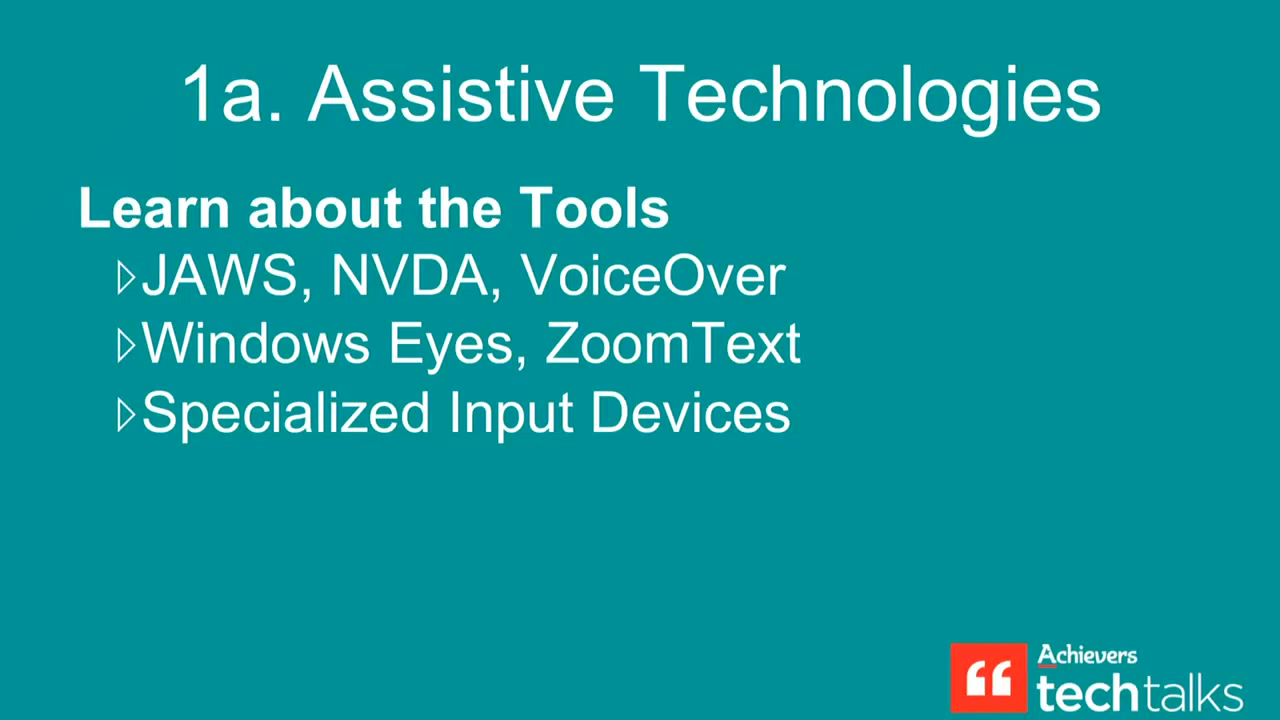 1a. Assistive Technologies
Learn about the Tools
JAWS, NVDA, VoiceOver
Windows Eyes, ZoomText
Specialized Input Devices
Achievers
techtalks